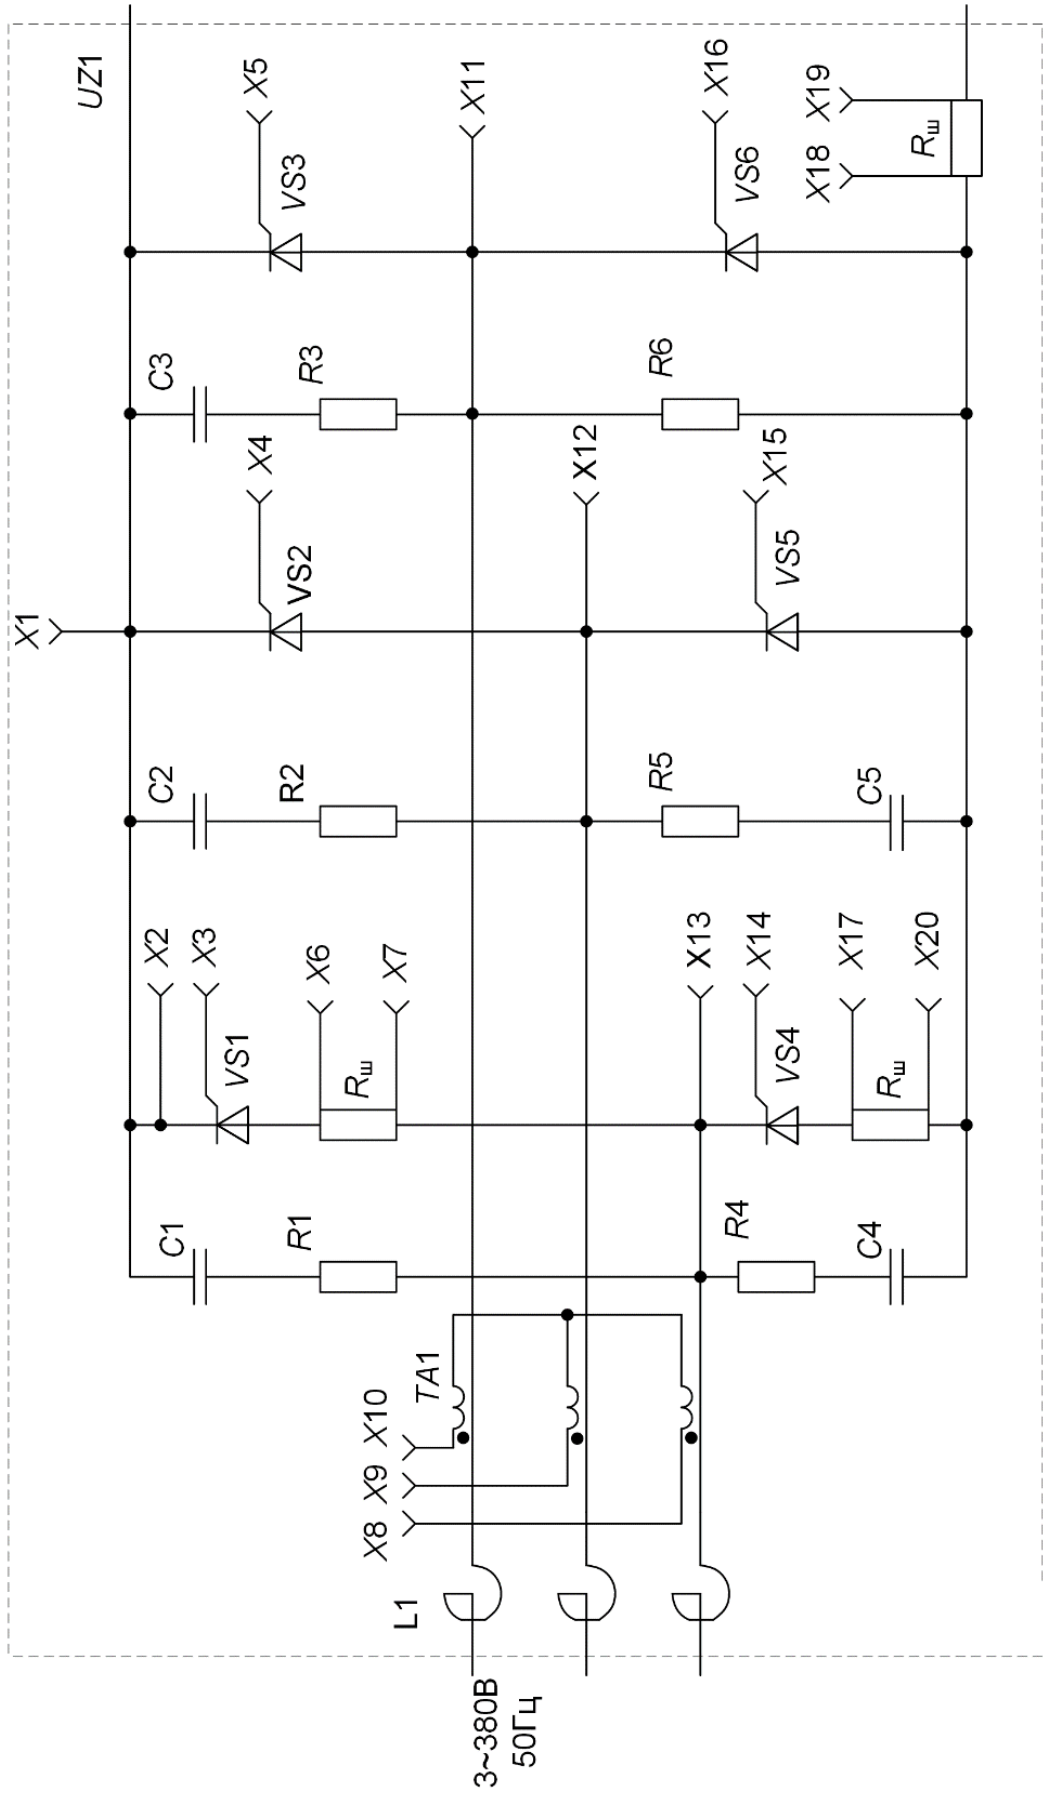 UZ1
X5
X11
X16
X19
X18
Rш
VS3
VS6
C3
R3
R6
X4
X12
X15
VS2
VS5
X1
C2
R2
R5
C5
X2
X3
X6
X7
X13
X14
X17
X20
VS1
Rш
VS4
Rш
C1
R1
R4
C4
TA1
X10
X9
X8
L1
3~380В
50Гц